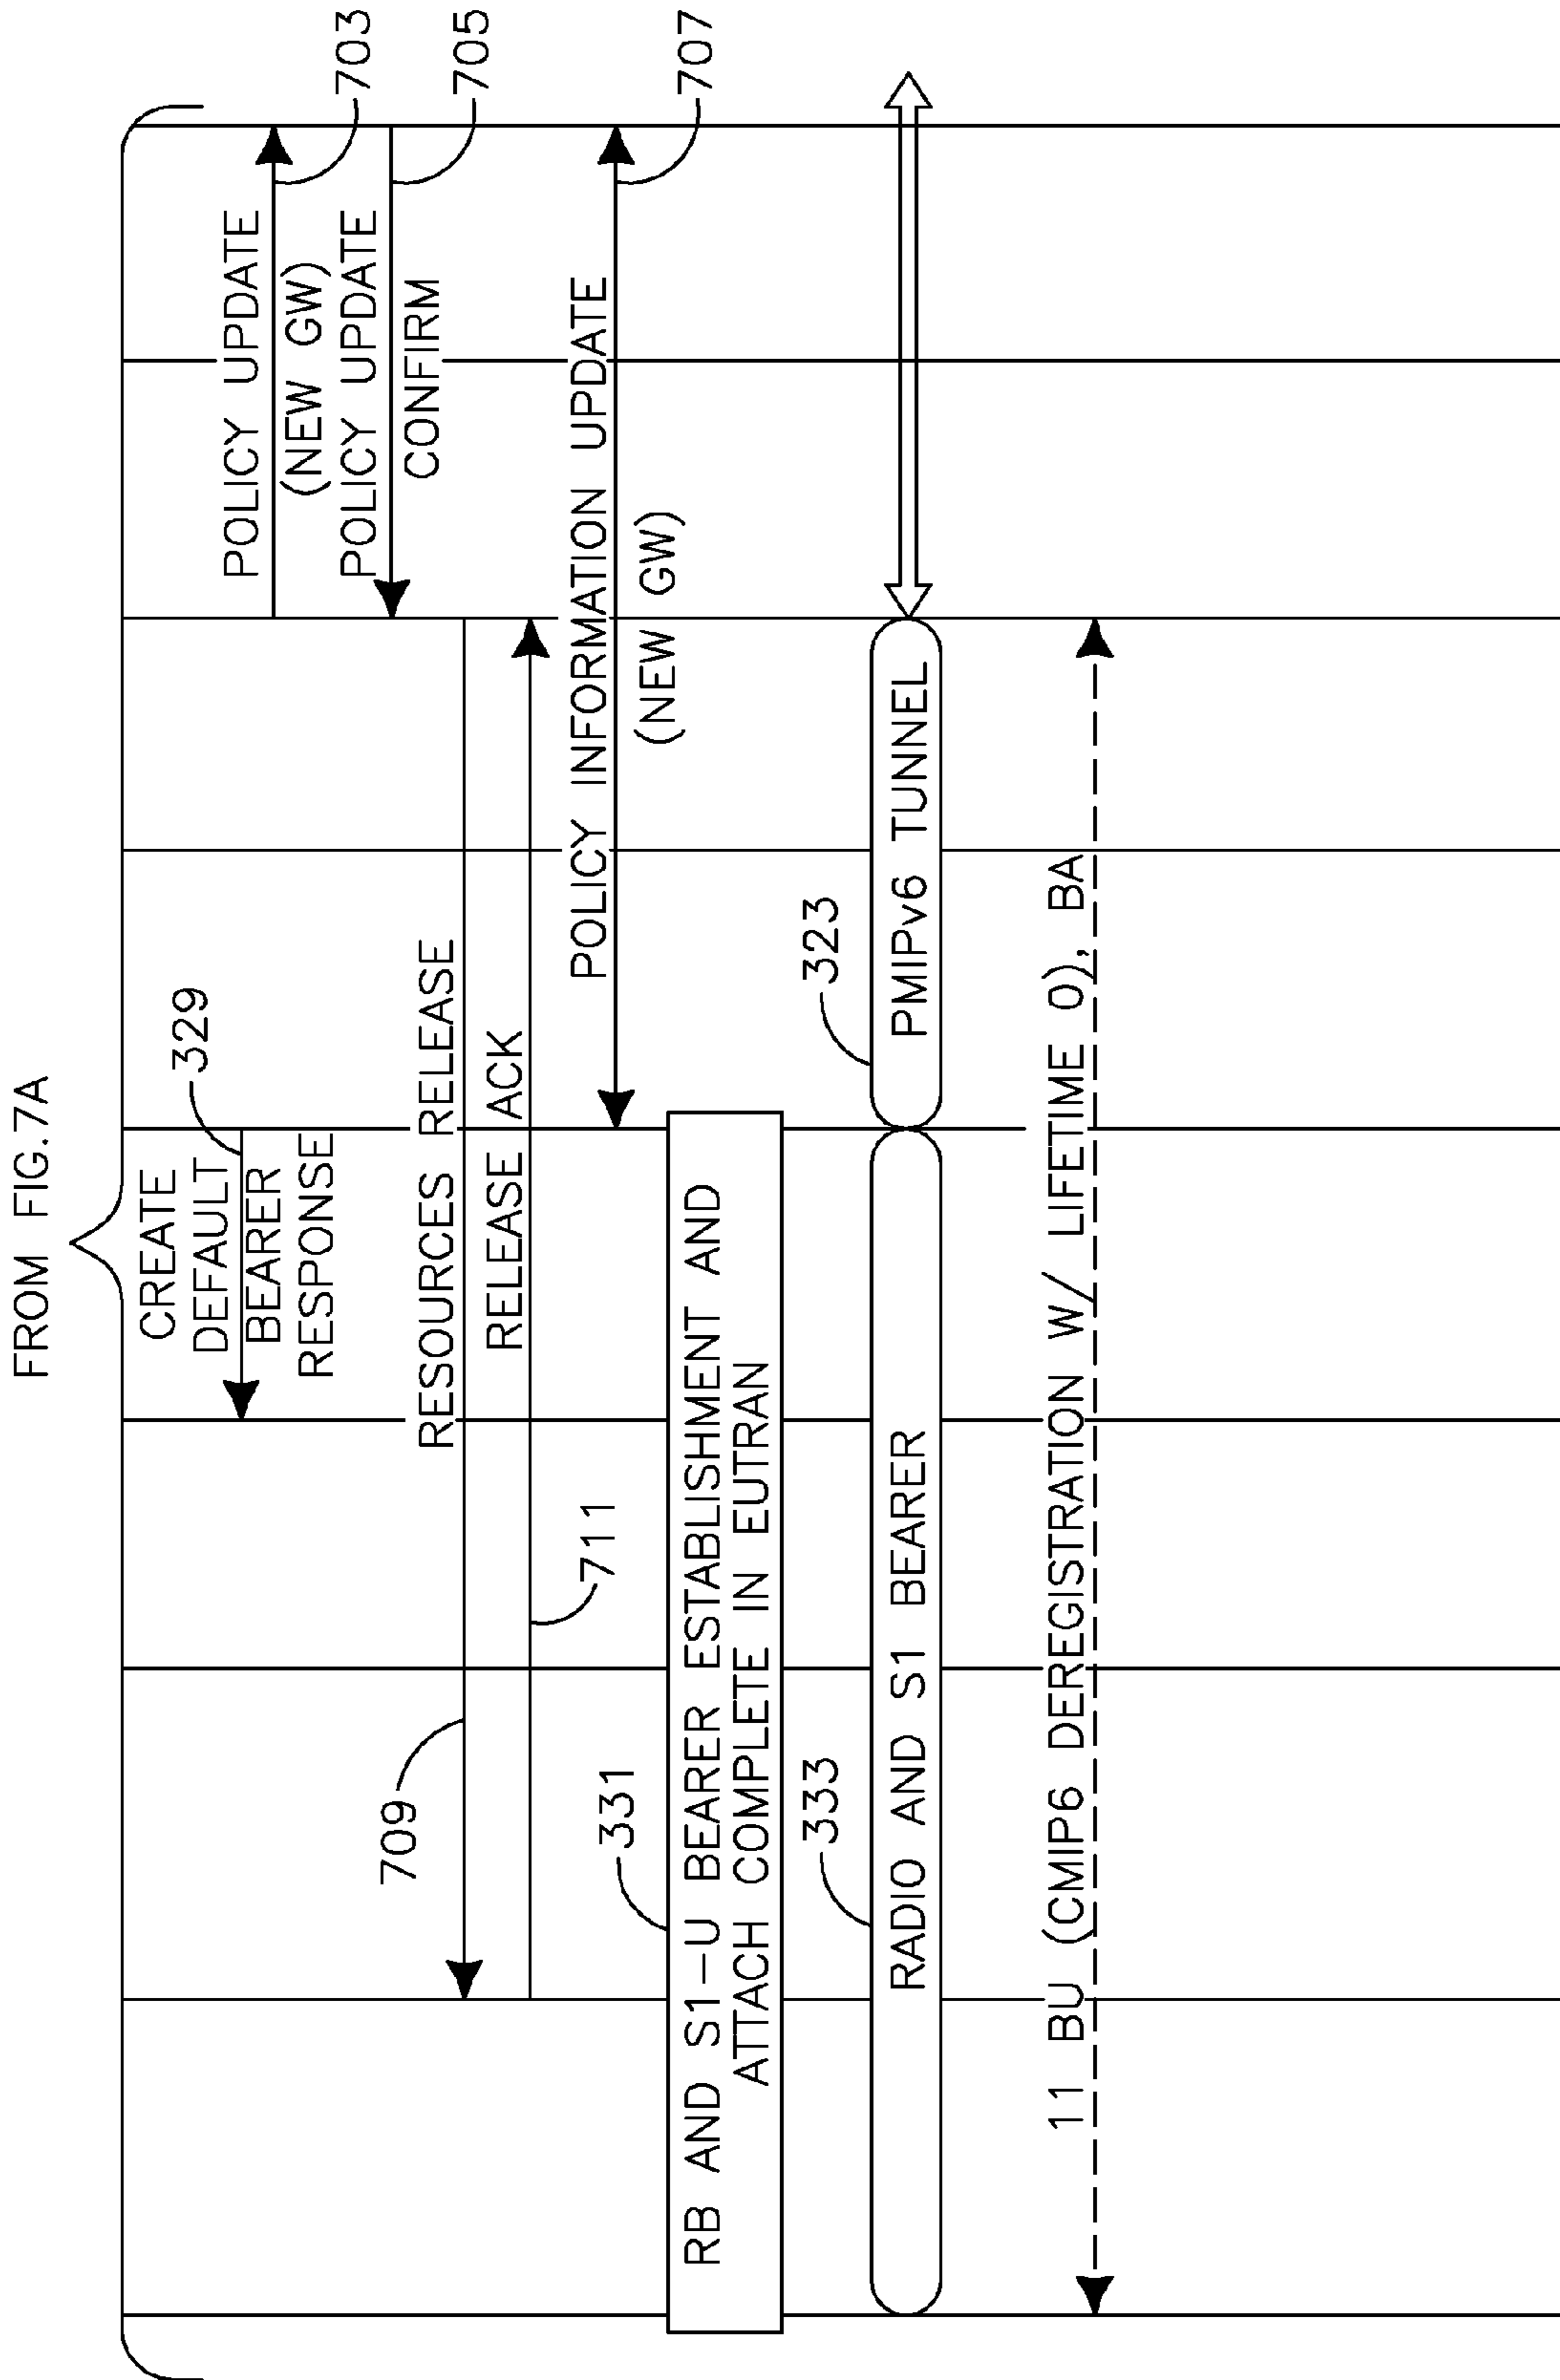 FROM FIG.7A
CREATE
DEFAULT
BEARER
RESPONSE
329
POLICY UPDATE
(NEW GW)
703
POLICY UPDATE
CONFIRM
705
RESOURCES RELEASE
709
RELEASE ACK
711
POLICY INFORMATION UPDATE
(NEW GW)
707
331
RB AND S1-U BEARER ESTABLISHMENT AND
ATTACH COMPLETE IN EUTRAN
333
RADIO AND S1 BEARER
323
PMIPv6 TUNNEL
11 BU (CMIP6 DEREGISTRATION W/ LIFETIME 0), BA